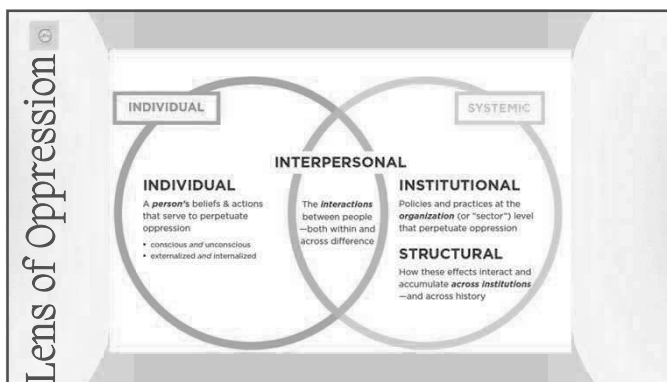 Lens of Oppression
INDIVIDUAL
SYSTEMIC
INTERPERSONAL
INDIVIDUAL
A person's beliefs & actions
that serve to perpetuate
oppression
• conscious and unconscious
• externalized and internalized
The interactions
between people
—both within and
across difference
INSTITUTIONAL
Policies and practices at the
organization (or "sector") level
that perpetuate oppression
STRUCTURAL
How these effects interact and
accumulate across institutions
—and across history